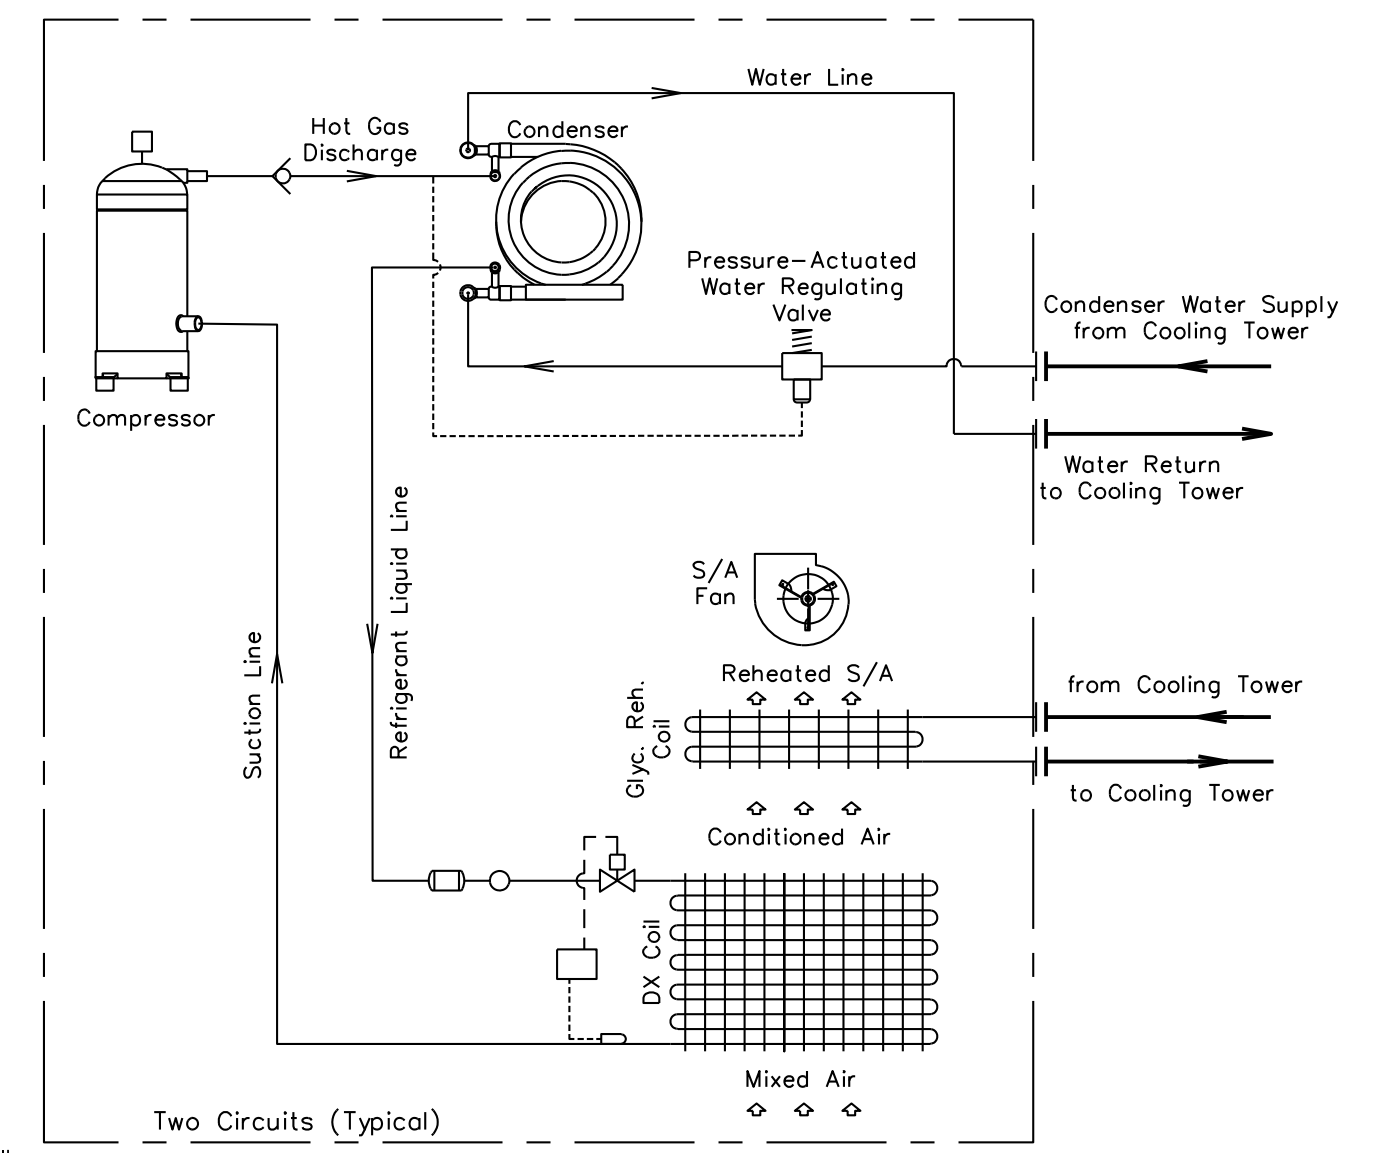 Water Line
Hot Gas
Discharge
Condenser
Pressure-Actuated
Water Regulating
Valve
Condenser Water Supply
from Cooling Tower
Compressor
Water Return
to Cooling Tower
Refrigerant Liquid Line
Suction Line
S/A
Fan
Reheated S/A
Glyc. Reh.
Coil
from Cooling Tower
to Cooling Tower
Conditioned Air
DX Coil
Mixed Air
Two Circuits (Typical)